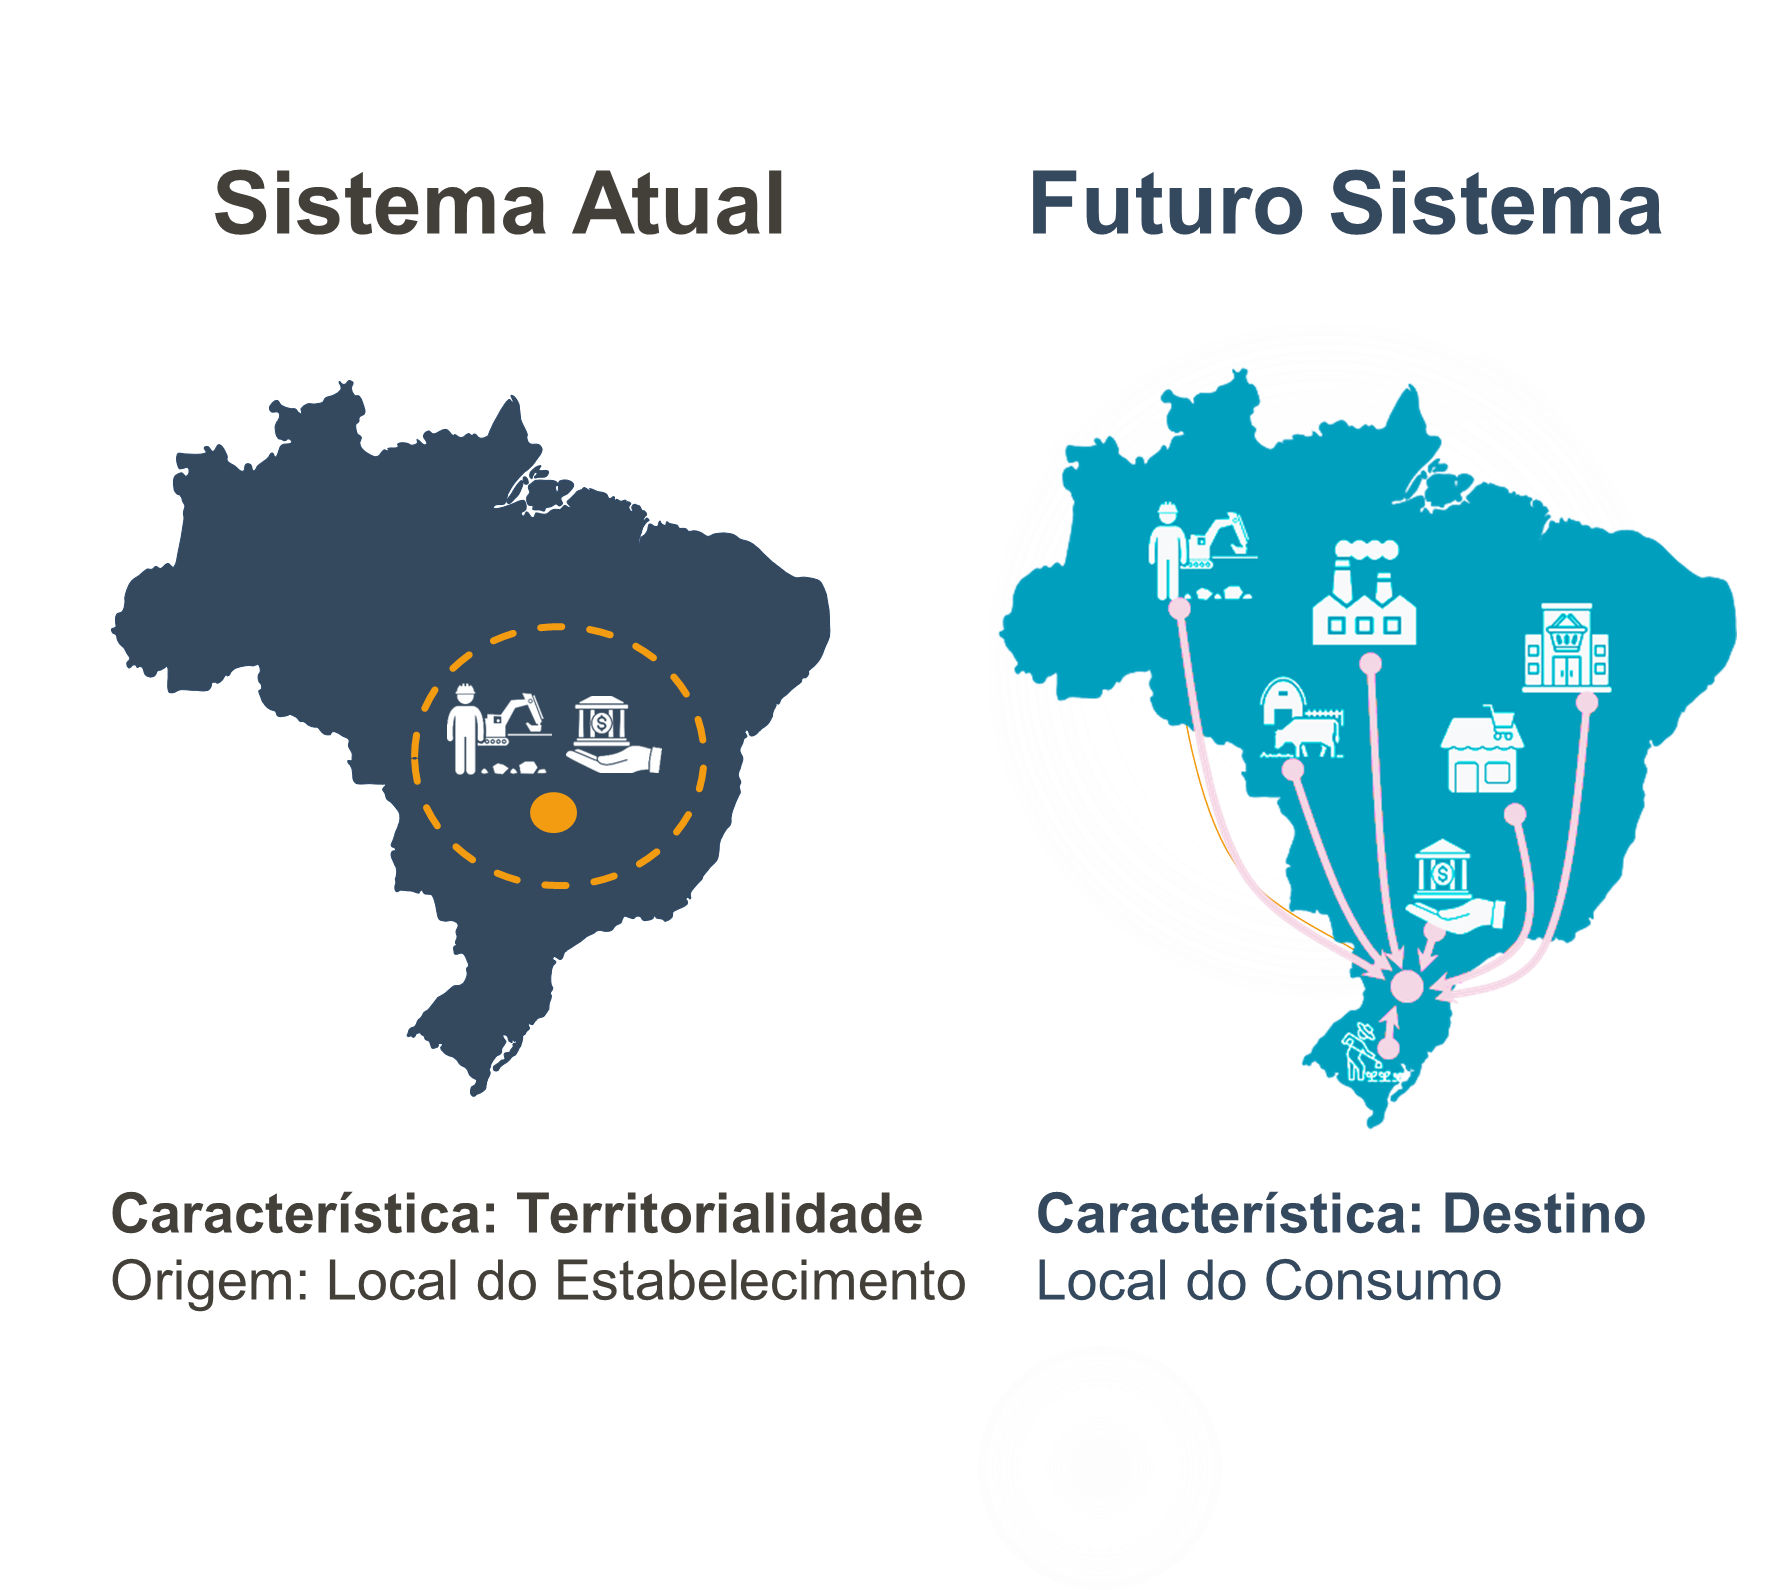 Sistema Atual
Futuro Sistema
$
$
Característica: Territorialidade
Origem: Local do Estabelecimento
Característica: Destino
Local do Consumo